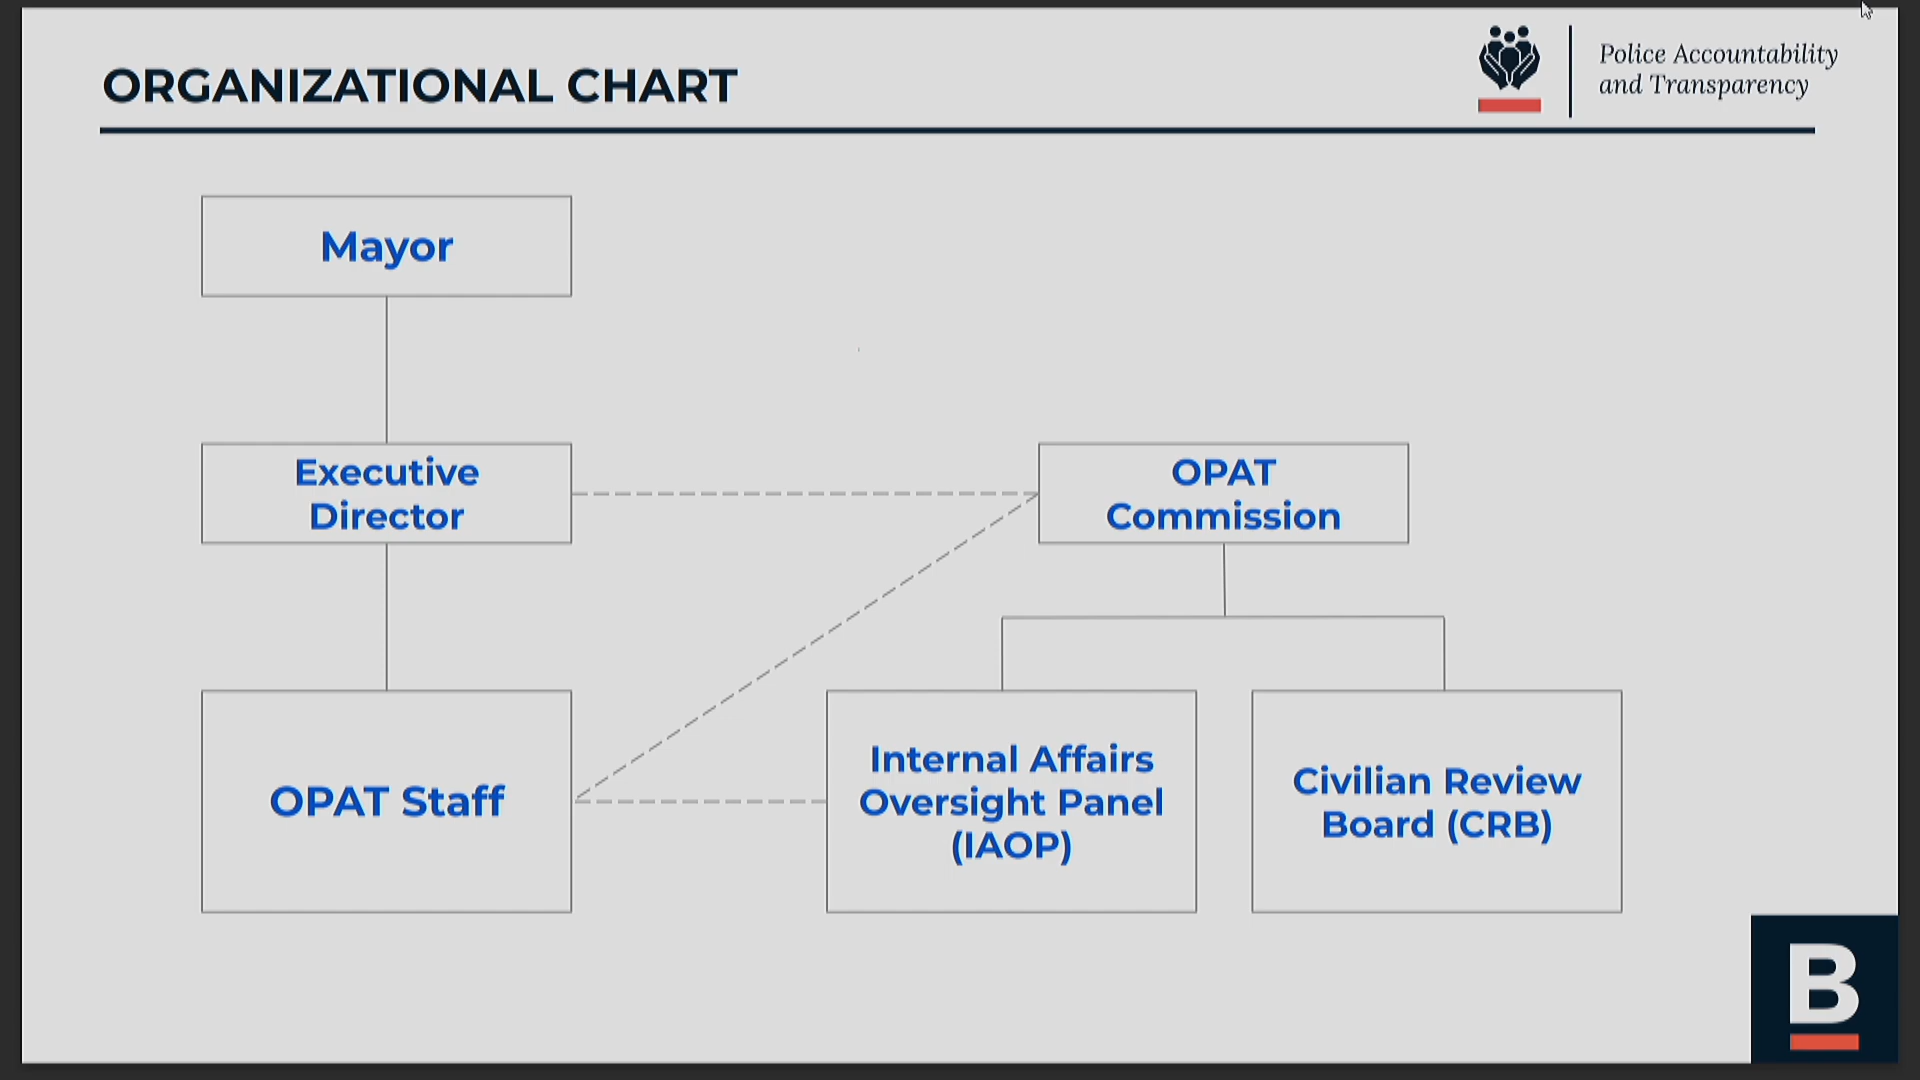 ORGANIZATIONAL CHART
Police Accountability
and Transparency
Mayor
Executive
Director
OPAT
Commission
OPAT Staff
Internal Affairs
Oversight Panel
(IAOP)
Civilian Review
Board (CRB)
B